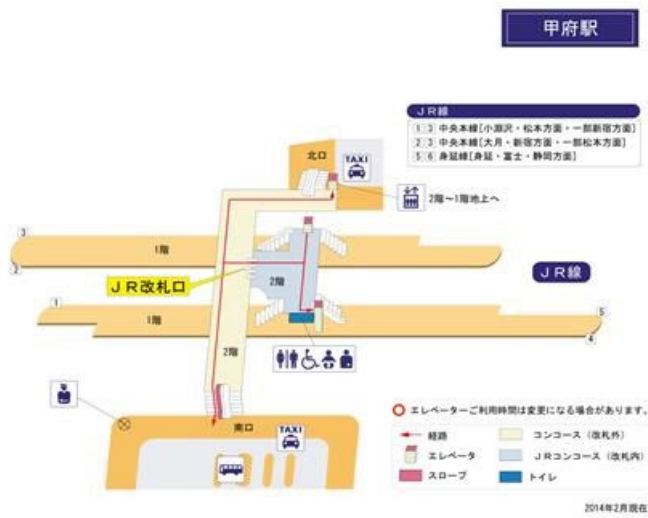 甲府駅
JR線
1 3 中央本線[小淵沢・松本方面・一部新宿方面]
2 3 中央本線[大月・新宿方面・一部松本方面]
5 6 身延線[身延・富士・静岡方面]
北口
TAXI
2階〜1階地上へ
3
1階
2
JR改札口
2階
JR線
1
1階
5
4
2階
南口
TAXI
エレベーターご利用時間は変更になる場合があります。
経路
コンコース（改札外）
エレベータ
JRコンコース（改札内）
スロープ
トイレ
2014年2月現在